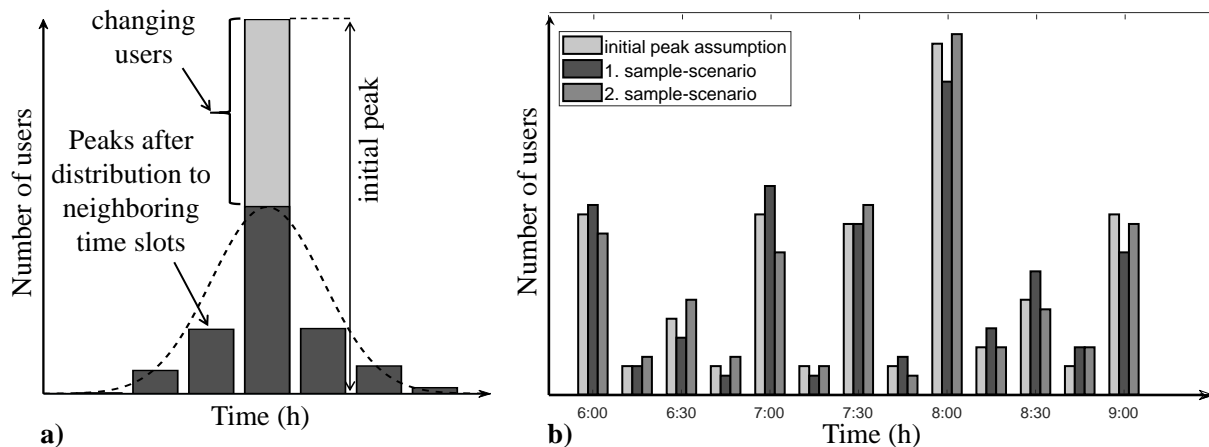 changing
users
Peaks after
distribution to
neighboring
time slots
initial peak
Number of users
Time (h)
a)
initial peak assumption
1. sample-scenario
2. sample-scenario
Number of users
6:00 6:30 7:00 7:30 8:00 8:30 9:00
Time (h)
b)